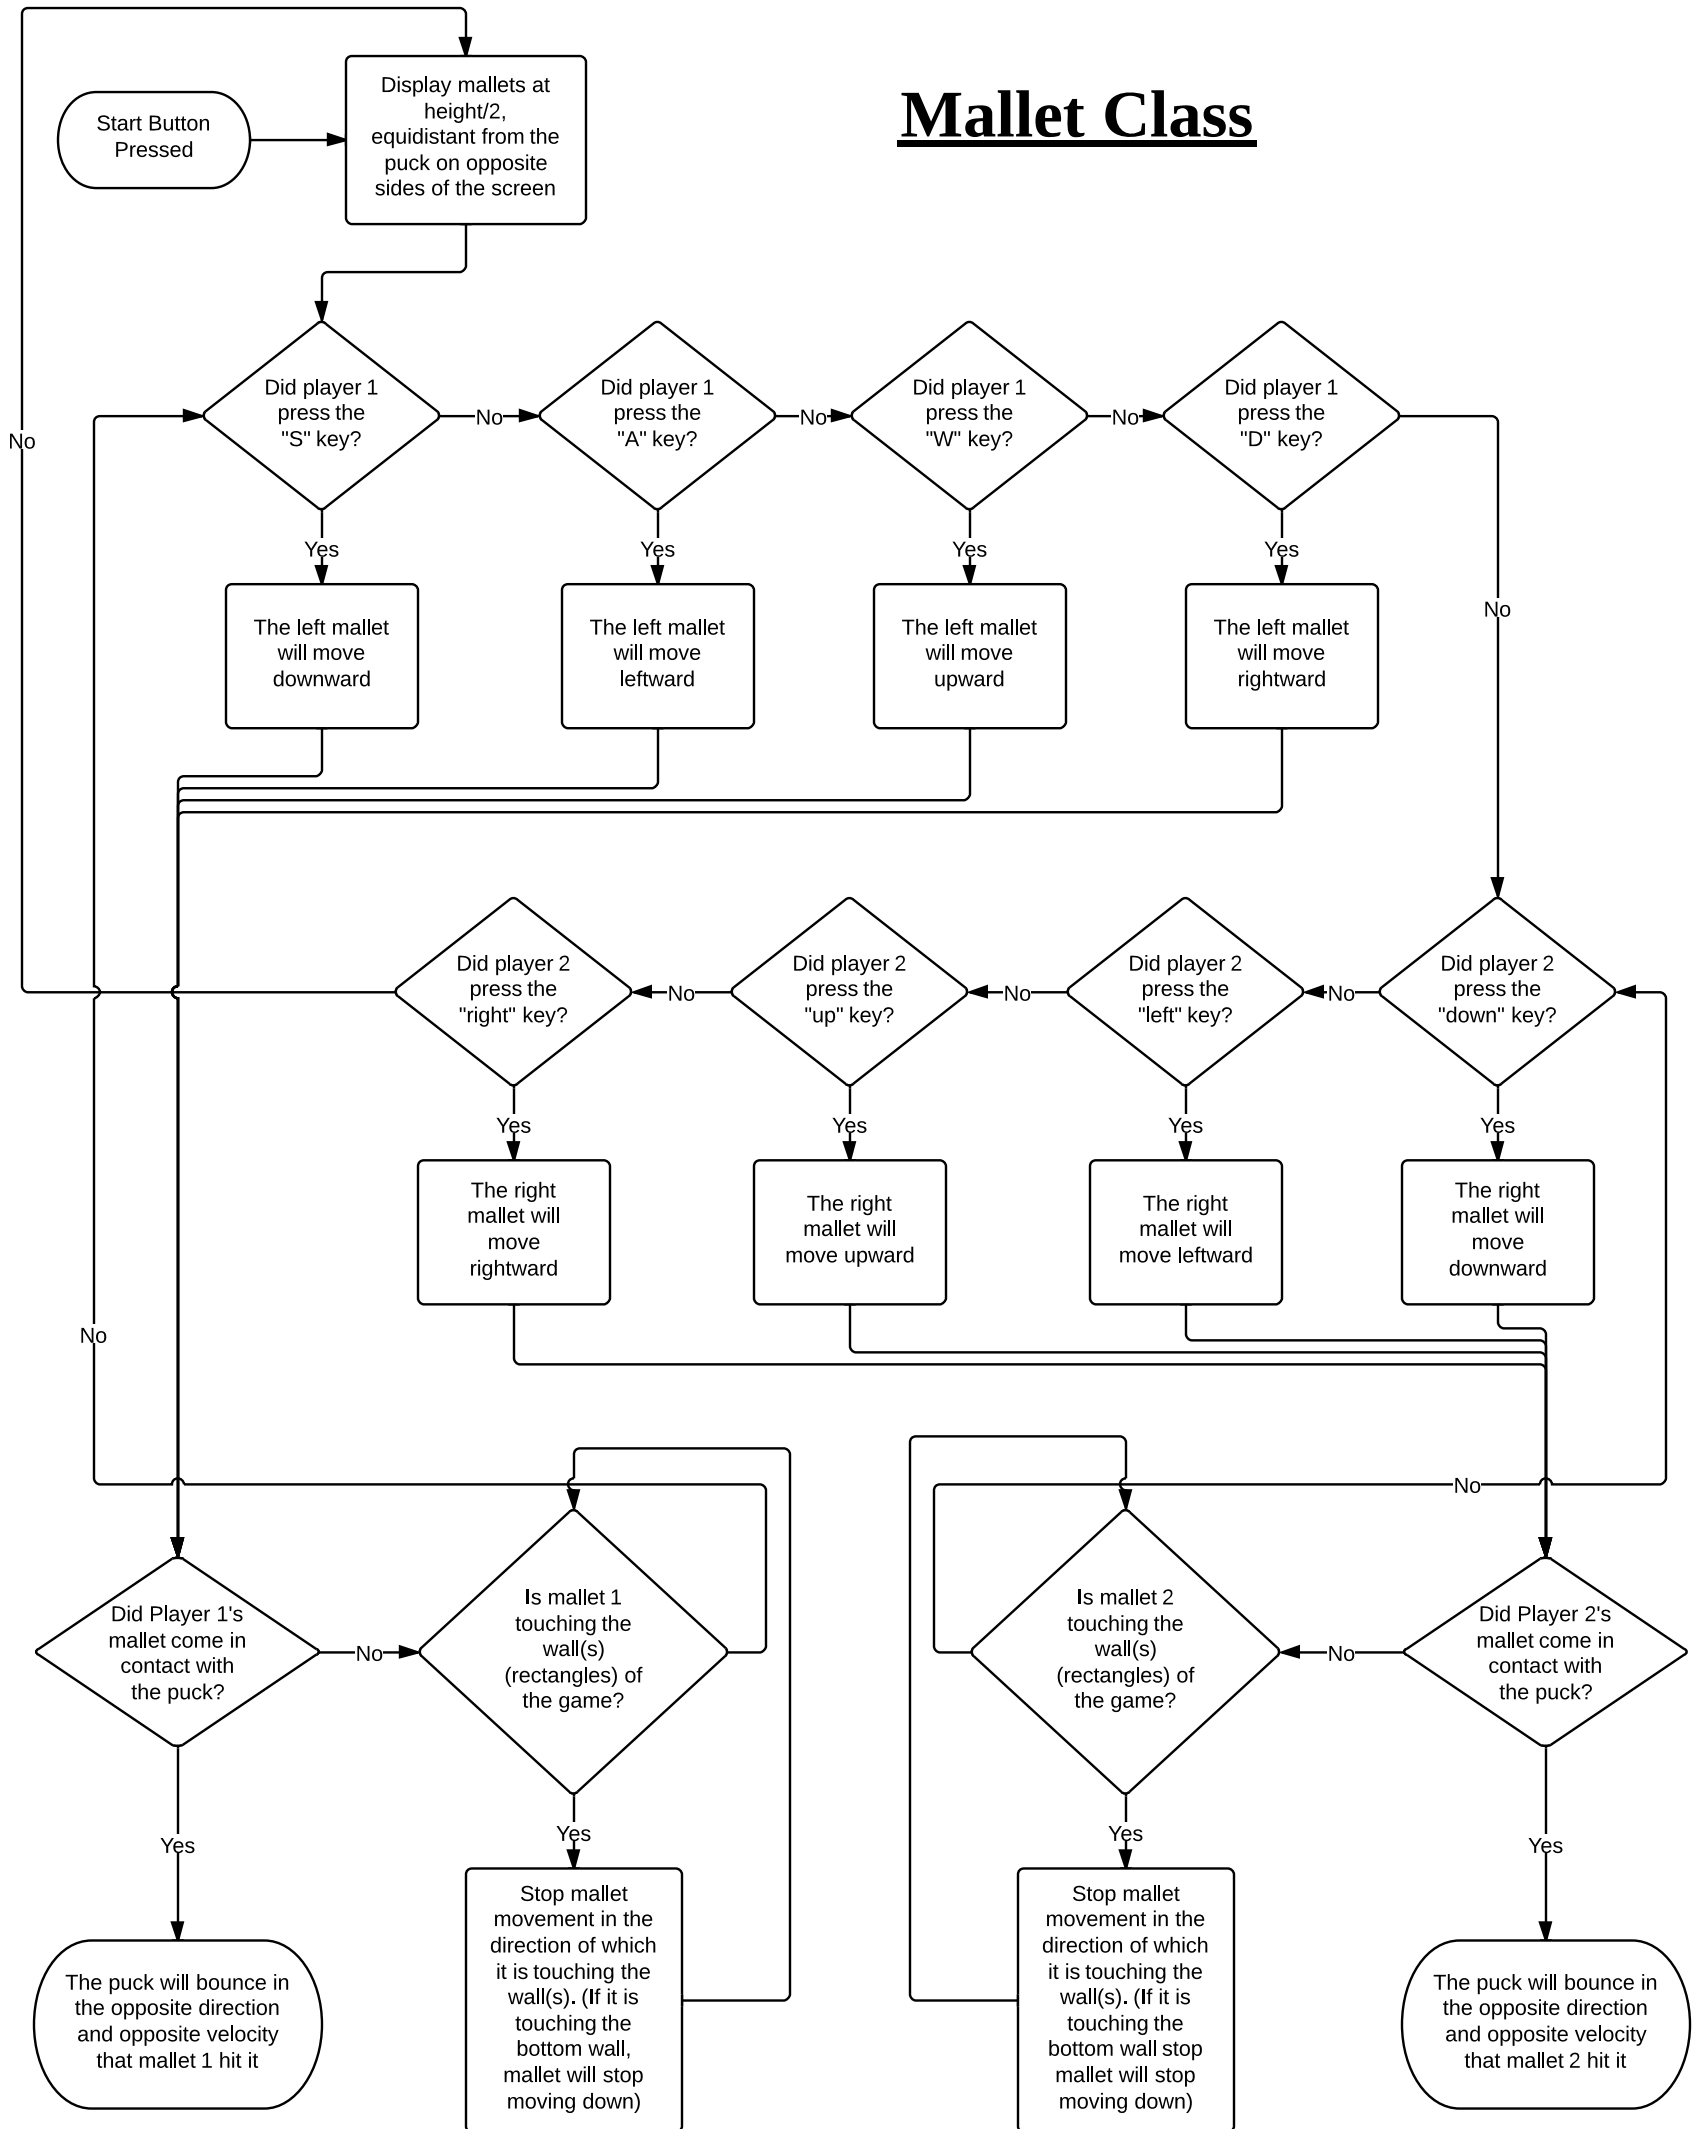 Mallet Class
Start Button
Pressed
Display mallets at
height/2,
equidistant from the
puck on opposite
sides of the screen
Did player 1
press the
"S" key?
Did player 1
press the
"A" key?
Did player 1
press the
"W" key?
Did player 1
press the
"D" key?
No
No
No
No
No
Yes
Yes
Yes
Yes
The left mallet
will move
downward
The left mallet
will move
leftward
The left mallet
will move
upward
The left mallet
will move
rightward
Did player 2
press the
"right" key?
Did player 2
press the
"up" key?
Did player 2
press the
"left" key?
Did player 2
press the
"down" key?
No
No
No
Yes
Yes
Yes
Yes
The right
mallet will
move
rightward
The right
mallet will
move upward
The right
mallet will
move leftward
The right
mallet will
move
downward
No
No
Did Player 1's
mallet come in
contact with
the puck?
No
Is mallet 1
touching the
wall(s)
(rectangles) of
the game?
Is mallet 2
touching the
wall(s)
(rectangles) of
the game?
No
Did Player 2's
mallet come in
contact with
the puck?
Yes
Yes
Yes
Yes
The puck will bounce in
the opposite direction
and opposite velocity
that mallet 1 hit it
Stop mallet
movement in the
direction of which
it is touching the
wall(s). (If it is
touching the
bottom wall,
mallet will stop
moving down)
Stop mallet
movement in the
direction of which
it is touching the
wall(s). (If it is
touching the
bottom wall stop
mallet will stop
moving down)
The puck will bounce in
the opposite direction
and opposite velocity
that mallet 2 hit it